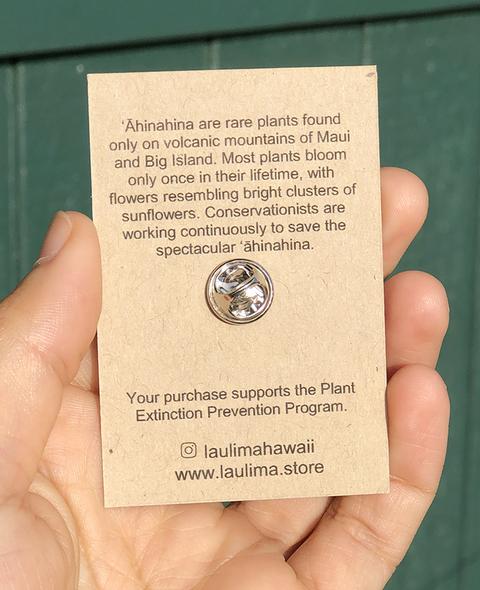 ʻĀhinahina are rare plants found
only on volcanic mountains of Maui
and Big Island. Most plants bloom
only once in their lifetime, with
flowers resembling bright clusters of
sunflowers. Conservationists are
working continuously to save the
spectacular ʻāhinahina.
Your purchase supports the Plant
Extinction Prevention Program.
laulimahawaii
www.laulima.store